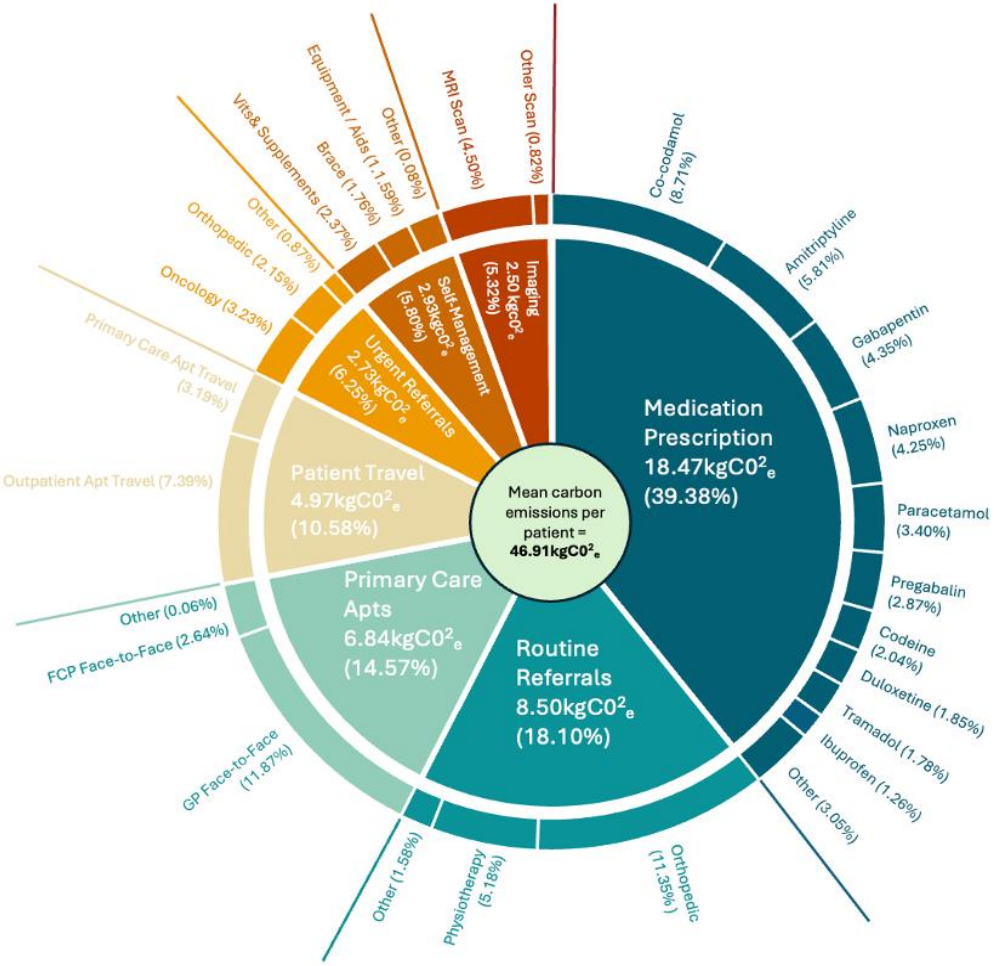 Mean carbon
emissions per
patient =
46.91kgC0²e
Medication
Prescription
18.47kgC0²e
(39.38%)
Co-codamol
(8.71%)
Amitriptyline
(5.81%)
Gabapentin
(4.35%)
Naproxen
(4.25%)
Paracetamol
(3.40%)
Pregabalin
(2.87%)
Codeine
(2.04%)
Duloxetine (1.85%)
Tramadol (1.78%)
Ibuprofen (1.26%)
Other (3.05%)
Routine
Referrals
8.50kgC0²e
(18.10%)
Orthopedic
(11.35%)
Physiotherapy
(5.18%)
Other (1.58%)
Primary Care
Apts
6.84kgC0²e
(14.57%)
GP Face-to-Face
(11.87%)
FCP Face-to-Face (2.64%)
Other (0.06%)
Patient Travel
4.97kgC0²e
(10.58%)
Outpatient Apt Travel (7.39%)
Primary Care Apt Travel
(3.19%)
Urgent Referrals
2.73kgC0²e
(6.25%)
Oncology (3.23%)
Orthopedic (2.15%)
Other (0.87%)
Self-Management
2.93kgc0²e
(5.80%)
Vits& Supplements (2.37%)
Brace (1.76%)
Equipment / Aids (1.1.59%)
Other (0.08%)
Imaging
2.50 kgc0²e
(5.32%)
MRI Scan (4.50%)
Other Scan (0.82%)